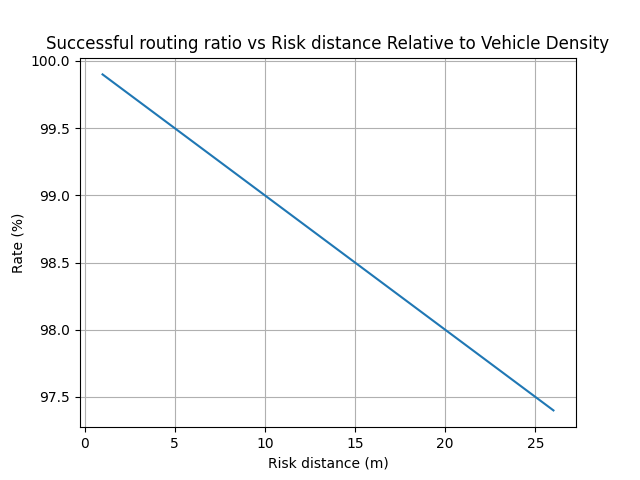 Successful routing ratio vs Risk distance Relative to Vehicle Density
100.0
99.5
99.0
98.5
98.0
97.5
Rate (%)
0 5 10 15 20 25
Risk distance (m)